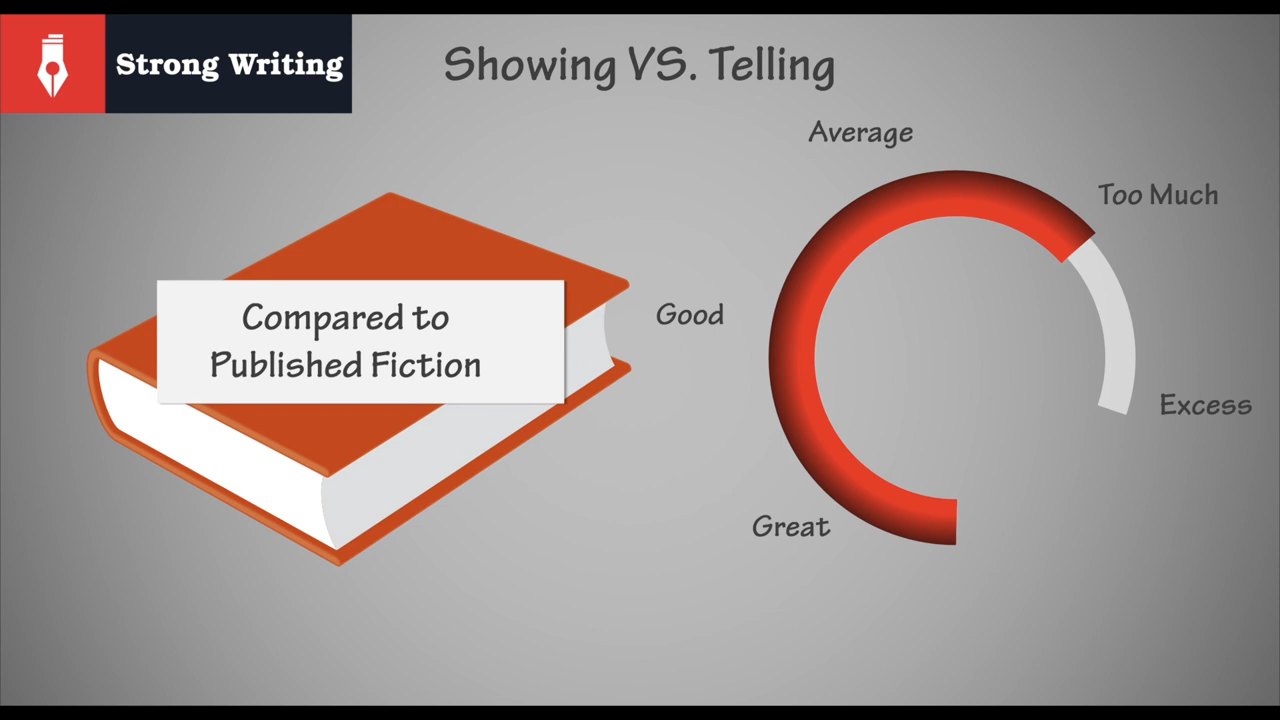 Strong Writing
Showing VS. Telling
Average
Too Much
Compared to
Published Fiction
Good
Excess
Great